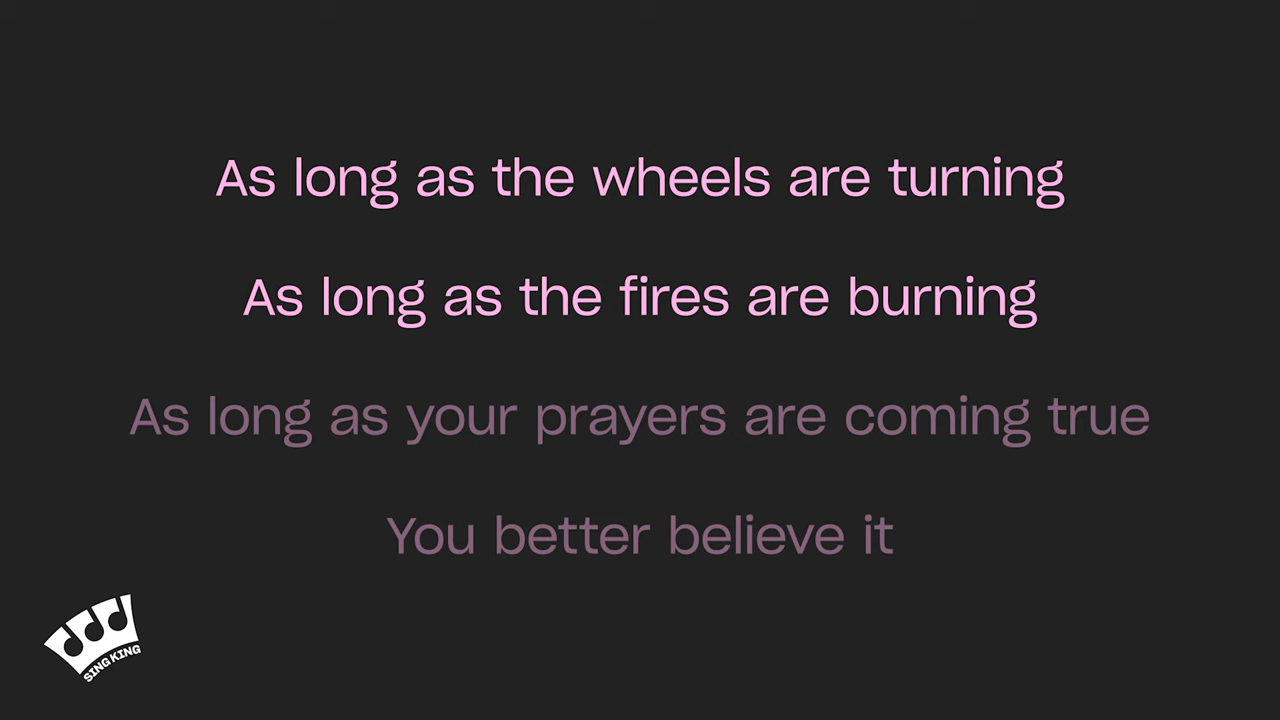 As long as the wheels are turning
As long as the fires are burning
As long as your prayers are coming true
You better believe it
SING KING